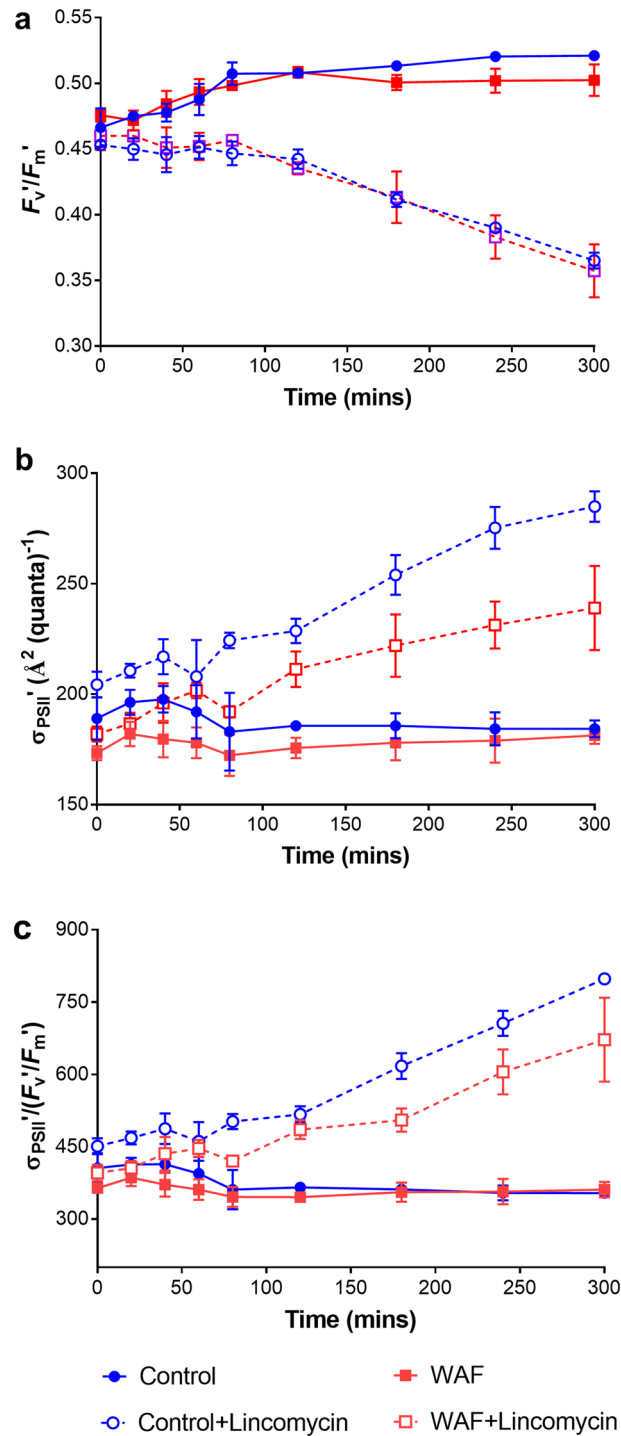 a
0.55
0.50
0.45
0.40
0.35
0.30
Fv'/Fm'
0 50 100 150 200 250 300
Time (mins)
b
300
250
200
150
σPSII' (Å² (quanta)⁻¹
0 50 100 150 200 250 300
Time (mins)
c
900
750
600
450
300
σPSII'/(Fv'/Fm')
0 50 100 150 200 250 300
Time (mins)
Control WAF
Control+Lincomycin WAF+Lincomycin